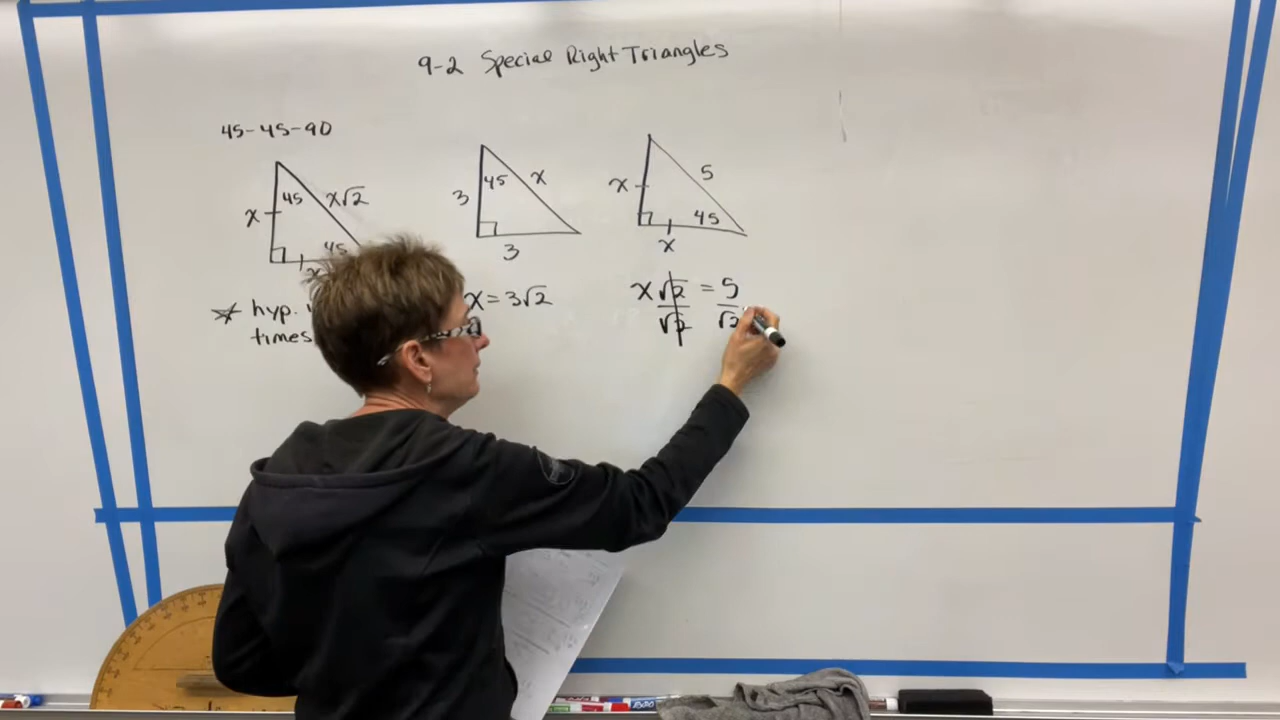 9-2 Special Right Triangles
45-45-90
45
x√2
x
45
x
45
x
3
3
5
x
45
x
* hyp.
times
x = 3√2
x√2 = 5
√2 √2